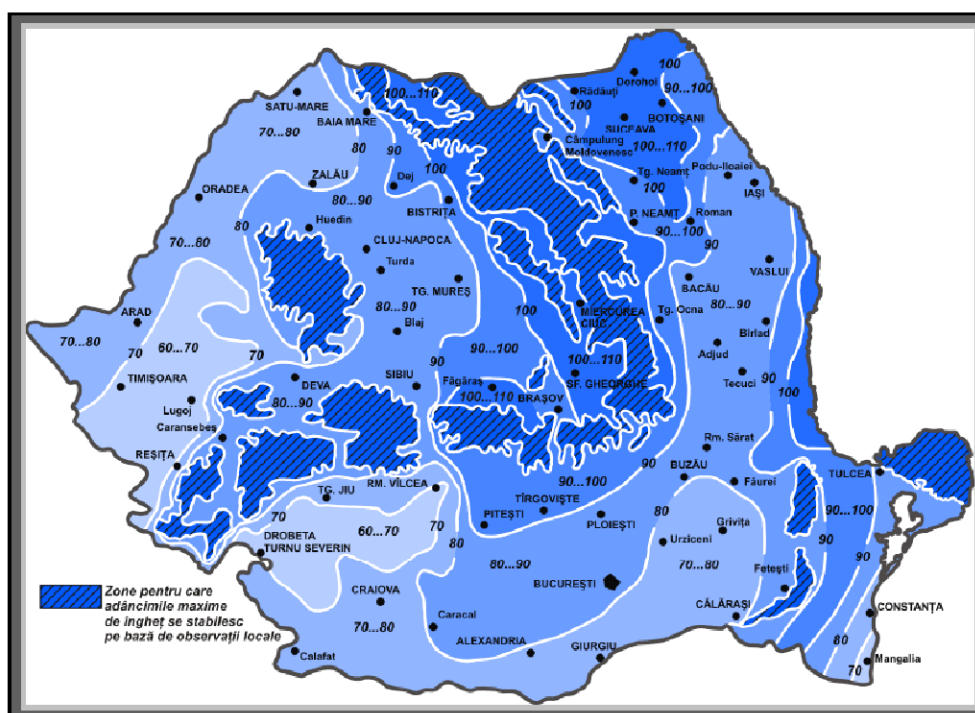 100
Dorohoi
90...100
100...110
Rădăuți
100
SATU-MARE
BOTOȘANI
BAIA MARE
SUCEAVA
70...80
Câmpulung
Moldovenesc
100...110
80
90
100
Podu-Iloaiei
Tg. Neamț
IAȘI
ZALĂU
Dej
100
ORADEA
80...90
BISTRIȚA
P. NEAMȚ
Roman
80
Huedin
90...100
70...80
CLUJ-NAPOCA
90
Turda
VASLUI
TG. MUREȘ
BACĂU
80...90
80...90
100
MIERCUREA
CIUC
Tg. Ocna
ARAD
Blaj
Bîrlad
70...80
70
60...70
70
90...100
Adjud
90
100...110
TIMIȘOARA
DEVA
SIBIU
Făgăraș
SF. GHEORGHE
Tecuci
90
80...90
100...110
BRAȘOV
100
Lugoj
Caransebeș
Rm. Sărat
REȘIȚA
90
BUZĂU
TULCEA
90...100
Făurei
TG. JIU
RM. VÎLCEA
TÎRGOVIȘTE
70
70
PITEȘTI
PLOIEȘTI
80
90...100
60...70
Grivița
DROBETA
TURNU SEVERIN
80
Urziceni
90
90
80...90
70...80
Fetești
BUCUREȘTI
Zone pentru care
adâncimile maxime
de îngheț se stabilesc
pe bază de observații locale
CRAIOVA
CĂLĂRAȘI
CONSTANȚA
70...80
Caracal
ALEXANDRIA
80
Calafat
GIURGIU
Mangalia
70